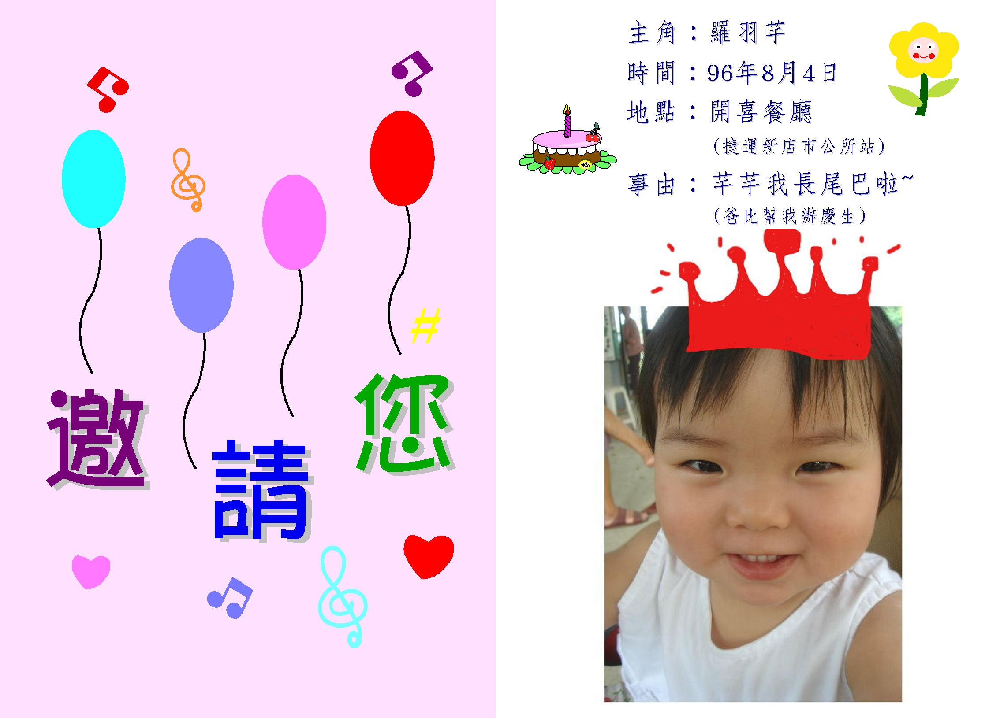 邀請您
#
主角：羅羽芊
時間：96年8月4日
地點：開喜餐廳
(捷運新店市公所站)
事由：芊芊我長尾巴啦~
(爸比幫我辦慶生)